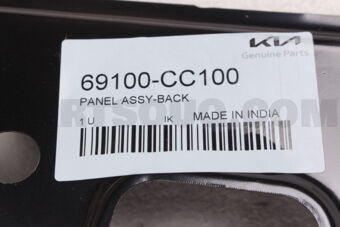 KIA
Genuine Parts
69100-CC100
PANEL ASSY-BACK
1 U IK MADE IN INDIA